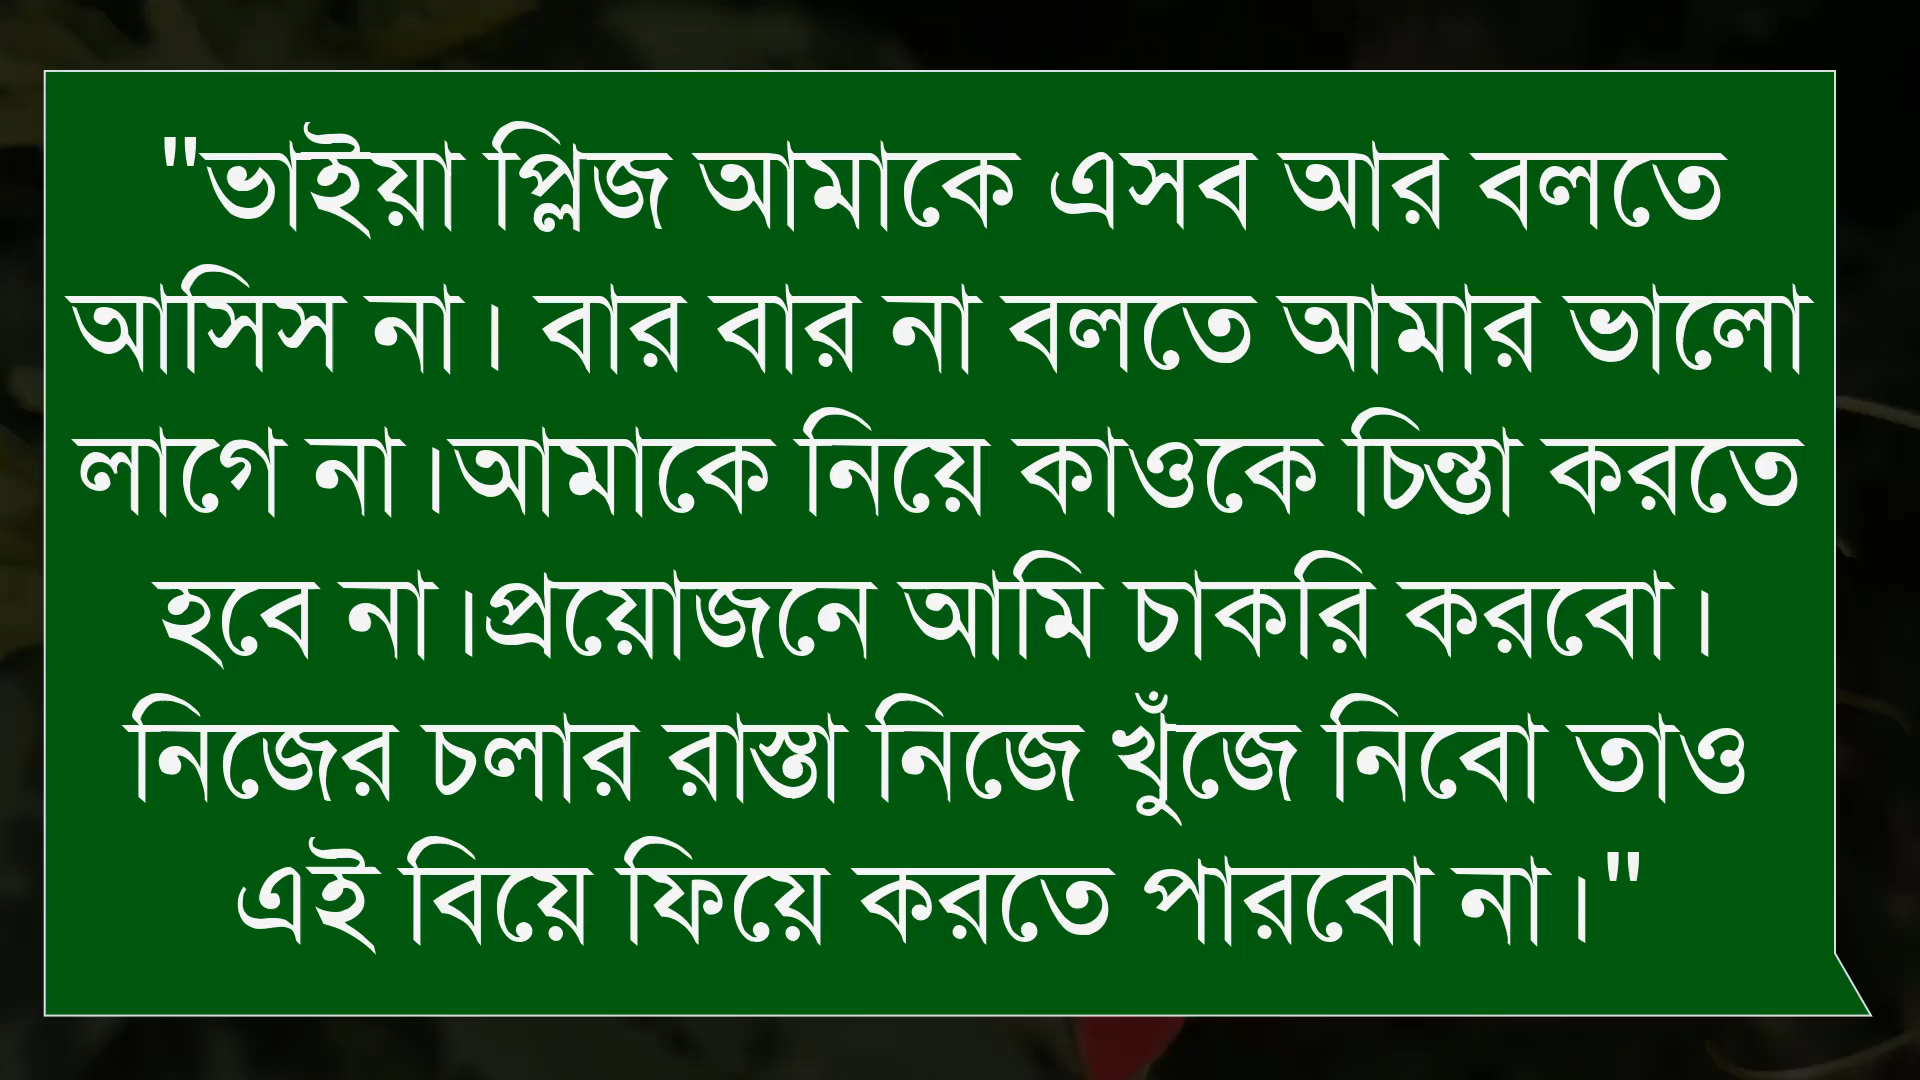 "ভাইয়া প্লিজ আমাকে এসব আর বলতে
আসিস না। বার বার না বলতে আমার ভালো
লাগে না।আমাকে নিয়ে কাওকে চিন্তা করতে
হবে না।প্রয়োজনে আমি চাকরি করবো।
নিজের চলার রাস্তা নিজে খুঁজে নিবো তাও
এই বিয়ে ফিয়ে করতে পারবো না।"